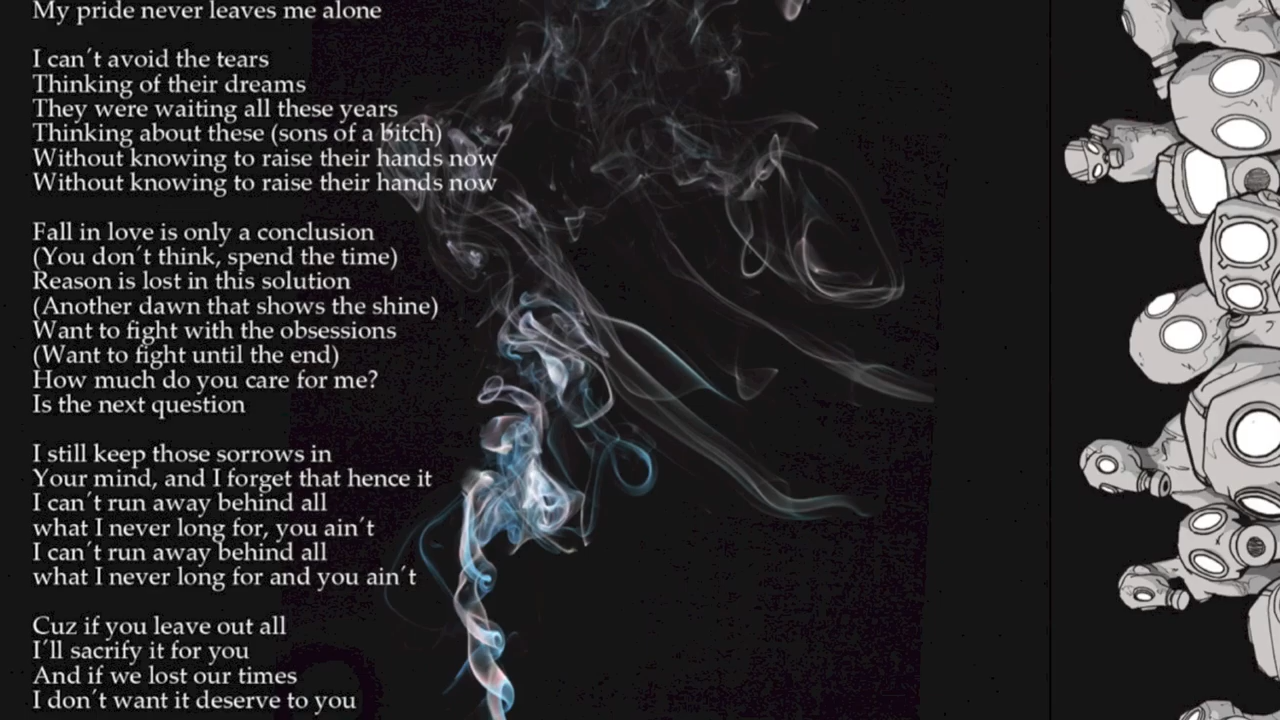 My pride never leaves me alone
I can´t avoid the tears
Thinking of their dreams
They were waiting all these years
Thinking about these (sons of a bitch)
Without knowing to raise their hands now
Without knowing to raise their hands now
Fall in love is only a conclusion
(You don´t think, spend the time)
Reason is lost in this solution
(Another dawn that shows the shine)
Want to fight with the obsessions
(Want to fight until the end)
How much do you care for me?
Is the next question
I still keep those sorrows in
Your mind, and I forget that hence it
I can´t run away behind all
what I never long for, you ain´t
I can´t run away behind all
what I never long for and you ain´t
Cuz if you leave out all
I´ll sacrify it for you
And if we lost our times
I don´t want it deserve to you